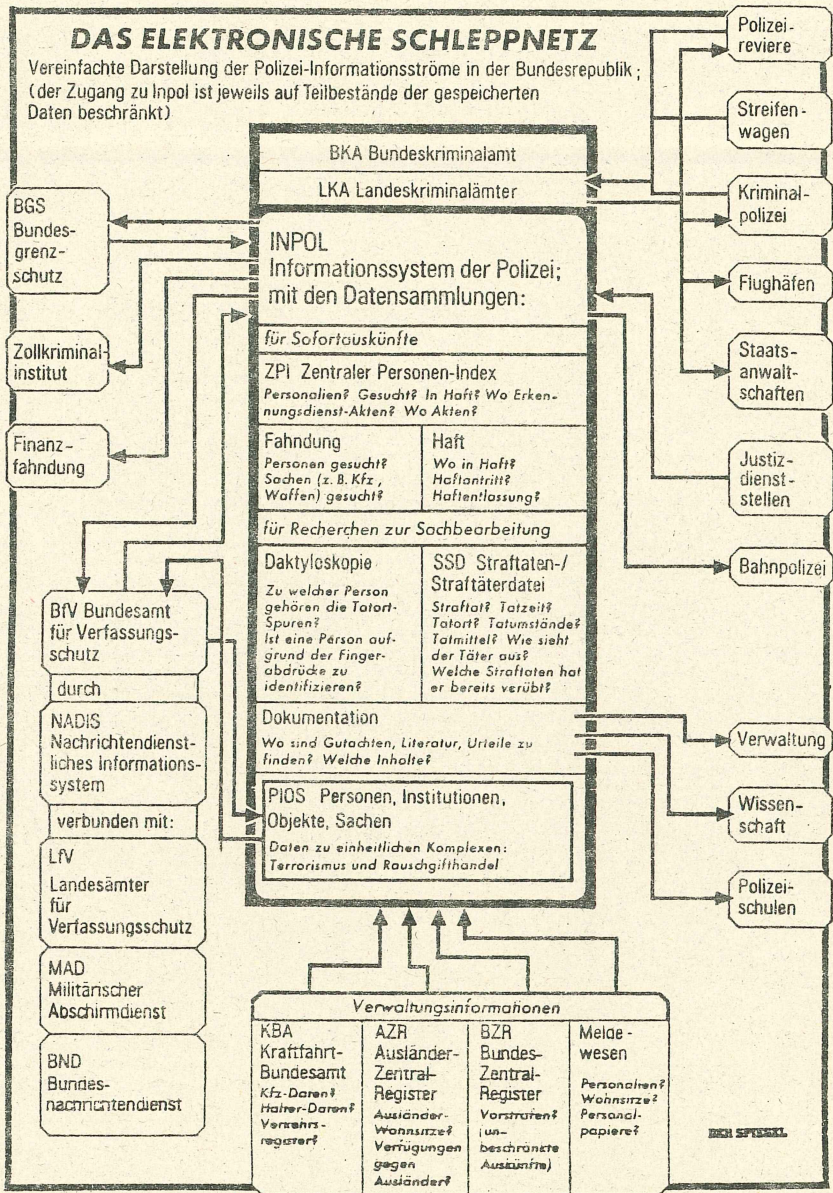 DAS ELEKTRONISCHE SCHLEPPNETZ
Vereinfachte Darstellung der Polizei-Informationsströme in der Bundesrepublik;
(der Zugang zu Inpol ist jeweils auf Teilbestände der gespeicherten
Daten beschränkt)
BKA Bundeskriminalamt
LKA Landeskriminalämter
INPOL
Informationssystem der Polizei;
mit den Datensammlungen:
für Sofortauskünfte
ZPI Zentraler Personen-Index
Personalien? Gesucht? In Haft? Wo Erken-
nungsdienst-Akten? Wo Akten?
Fahndung
Personen gesucht?
Sachen (z. B. Kfz,
Waffen) gesucht?
Haft
Wo in Haft?
Haftantritt?
Haftentlassung?
für Recherchen zur Sachbearbeitung
Daktyloskopie
Zu welcher Person
gehören die Tatort-
Spuren?
Ist eine Person auf-
grund der Finger-
abdrücke zu
identifizieren?
SSD Straftaten-/
Straftäterdatei
Straftat? Tatzeit?
Tatort? Tatumstände?
Tatmittel? Wie sieht
der Täter aus?
Welche Straftaten hat
er bereits verübt?
Dokumentation
Wo sind Gutachten, Literatur, Urteile zu
finden? Welche Inhalte?
PIOS Personen, Institutionen,
Objekte, Sachen
Daten zu einheitlichen Komplexen:
Terrorismus und Rauschgifthandel
BGS
Bundes-
grenz-
schutz
Zollkriminal-
institut
Finanz-
fahndung
BfV Bundesamt
für Verfassungs-
schutz
durch
NADIS
Nachrichtendienst-
liches Informations-
system
verbunden mit:
LfV
Landesämter
für
Verfassungsschutz
MAD
Militärischer
Abschirmdienst
BND
Bundes-
nachrichtendienst
Polizei-
reviere
Streifen-
wagen
Kriminal-
polizei
Flughäfen
Staats-
anwalt-
schaften
Justiz-
dienst-
stellen
Bahnpolizei
Verwaltung
Wissen-
schaft
Polizei-
schulen
Verwaltungsinformationen
KBA
Kraftfahrt-
Bundesamt
Kfz-Daten?
Halter-Daten?
Verkehrs-
register?
AZR
Ausländer-
Zentral-
Register
Ausländer-
Wohnsitze?
Verfügungen
gegen
Ausländer?
BZR
Bundes-
Zentral-
Register
Vorstrafen?
(un-
beschränkte
Auskünfte)
Melde-
wesen
Personalien?
Wohnsitze?
Personal-
papiere?
DER SPIEGEL